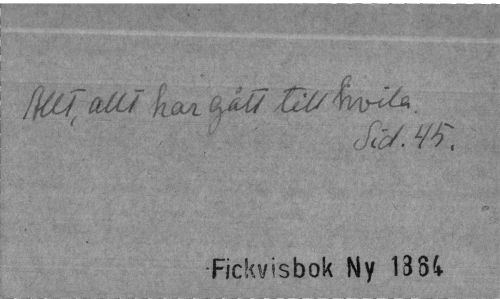 Allt, allt har gått till hvila.
Sid. 45.
Fickvisbok Ny 1864